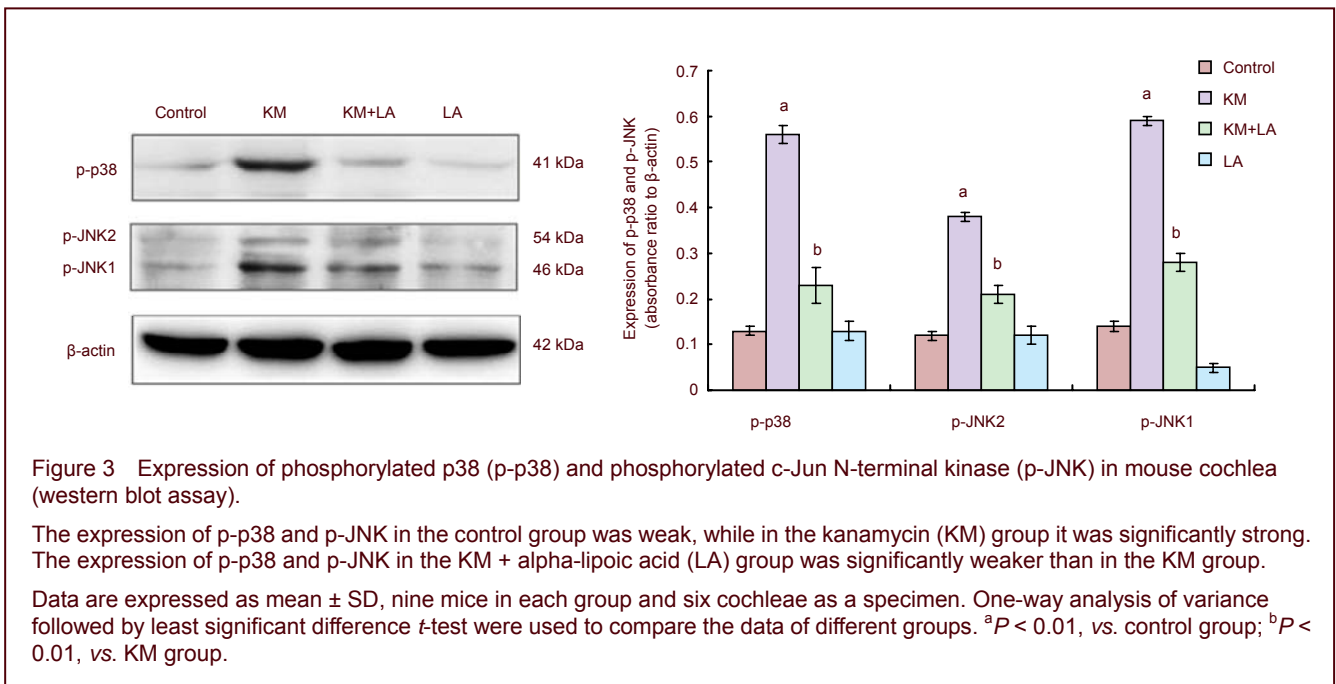 Control KM KM+LA LA
p-p38 41 kDa
p-JNK2 54 kDa
p-JNK1 46 kDa
β-actin 42 kDa
Expression of p-p38 and p-JNK
(absorbance ratio to β-actin)
0.7
0.6
0.5
0.4
0.3
0.2
0.1
0
a
b
a
b
a
b
p-p38 p-JNK2 p-JNK1
Control
KM
KM+LA
LA
Figure 3 Expression of phosphorylated p38 (p-p38) and phosphorylated c-Jun N-terminal kinase (p-JNK) in mouse cochlea
(western blot assay).
The expression of p-p38 and p-JNK in the control group was weak, while in the kanamycin (KM) group it was significantly strong.
The expression of p-p38 and p-JNK in the KM + alpha-lipoic acid (LA) group was significantly weaker than in the KM group.
Data are expressed as mean ± SD, nine mice in each group and six cochleae as a specimen. One-way analysis of variance
followed by least significant difference t-test were used to compare the data of different groups. ᵃP < 0.01, vs. control group; ᵇP <
0.01, vs. KM group.